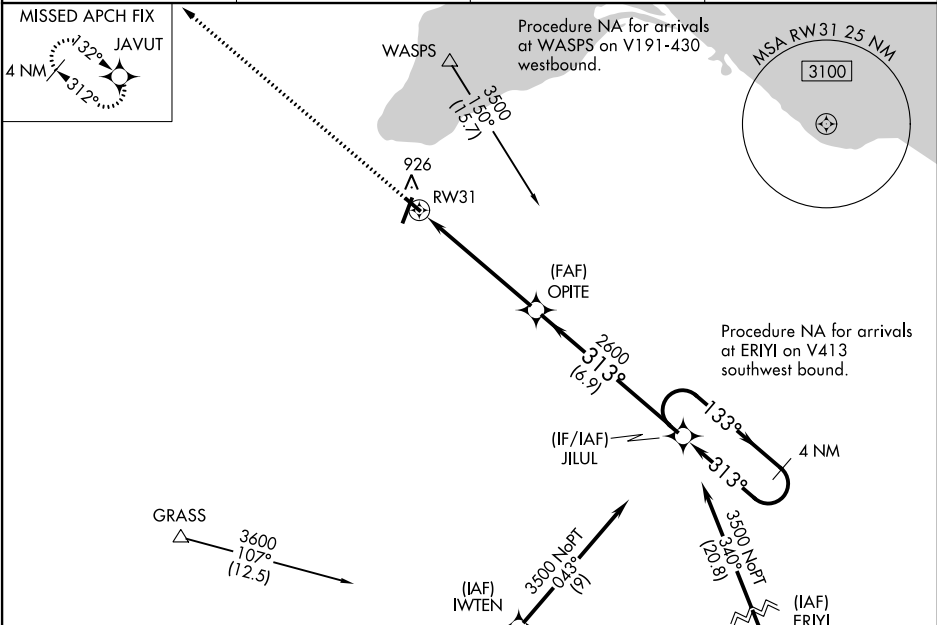 MISSED APCH FIX
JAVUT
132°
4 NM
312°
WASPS
3500
150°
(15.7)
Procedure NA for arrivals
at WASPS on V191-430
westbound.
MSA RW31 25 NM
3100
926
RW31
(FAF)
OPITE
2600
313°
(6.9)
Procedure NA for arrivals
at ERIYI on V413
southwest bound.
(IF/IAF)
JILUL
133°
4 NM
313°
GRASS
3600
107°
(12.5)
(IAF)
IWTEN
3500 NoPT
043°
(9)
3500 NoPT
340°
(20.8)
(IAF)
ERIYI